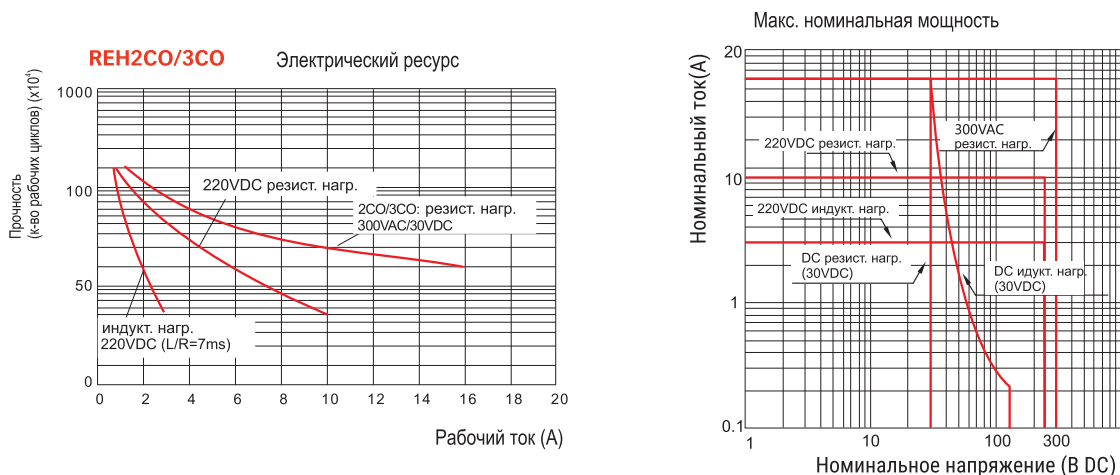 REH2CO/3CO
Электрический ресурс
Прочность
(к-во рабочих циклов) (x10⁴)
1000
100
50
0
220VDC резист. нагр.
2CO/3CO: резист. нагр.
300VAC/30VDC
индукт. нагр.
220VDC (L/R=7ms)
0 2 4 6 8 10 12 14 16 18 20
Рабочий ток (А)
Макс. номинальная мощность
Номинальный ток(А)
20
10
1
0.1
300VAC
резист. нагр.
220VDC резист. нагр.
220VDC индукт. нагр.
DC резист. нагр.
(30VDC)
DC идукт. нагр.
(30VDC)
1 10 100 300
Номинальное напряжение (В DC)